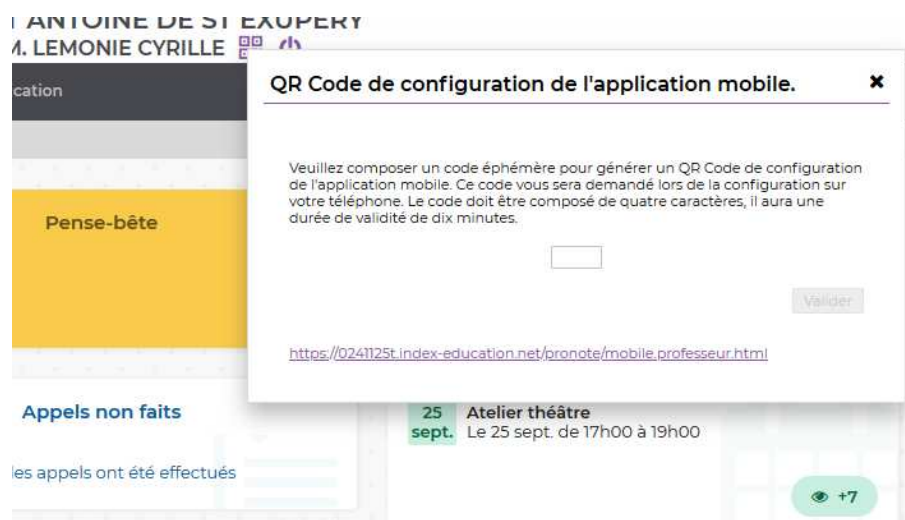 ANTOINE DE ST EXUPERY
M. LEMONIE CYRILLE
cation
QR Code de configuration de l'application mobile.
Veuillez composer un code éphémère pour générer un QR Code de configuration
de l'application mobile. Ce code vous sera demandé lors de la configuration sur
votre téléphone. Le code doit être composé de quatre caractères, il aura une
durée de validité de dix minutes.
Valider
https://0241125t.index-education.net/pronote/mobile.professeur.html
Pense-bête
Appels non faits
les appels ont été effectués
25
sept.
Atelier théâtre
Le 25 sept. de 17h00 à 19h00
+7